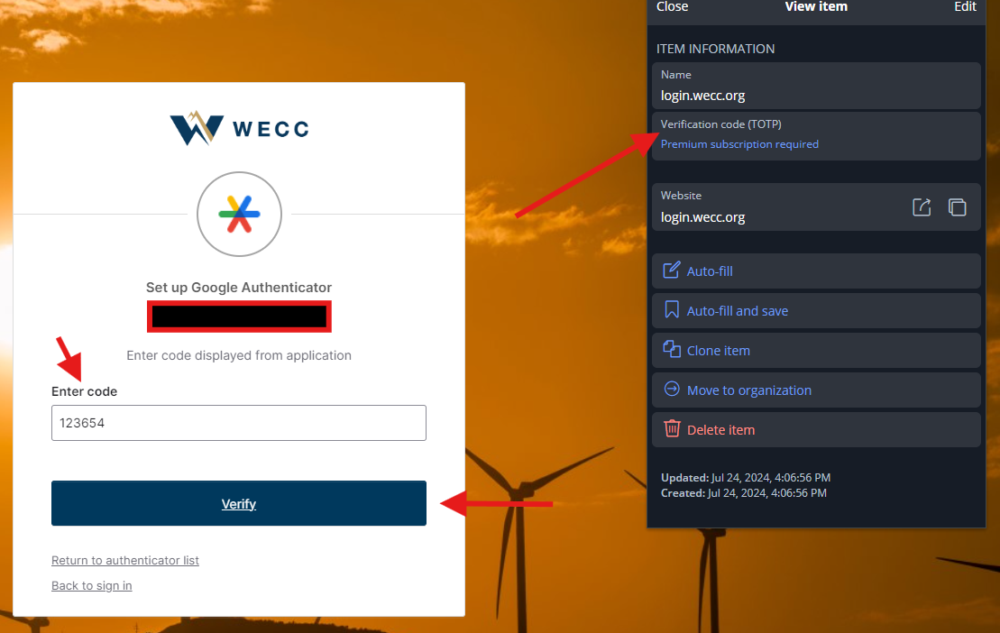 WECC
Set up Google Authenticator
Enter code displayed from application
Enter code
123654
Verify
Return to authenticator list
Back to sign in
Close
View item
Edit
ITEM INFORMATION
Name
login.wecc.org
Verification code (TOTP)
Premium subscription required
Website
login.wecc.org
Auto-fill
Auto-fill and save
Clone item
Move to organization
Delete item
Updated: Jul 24, 2024, 4:06:56 PM
Created: Jul 24, 2024, 4:06:56 PM